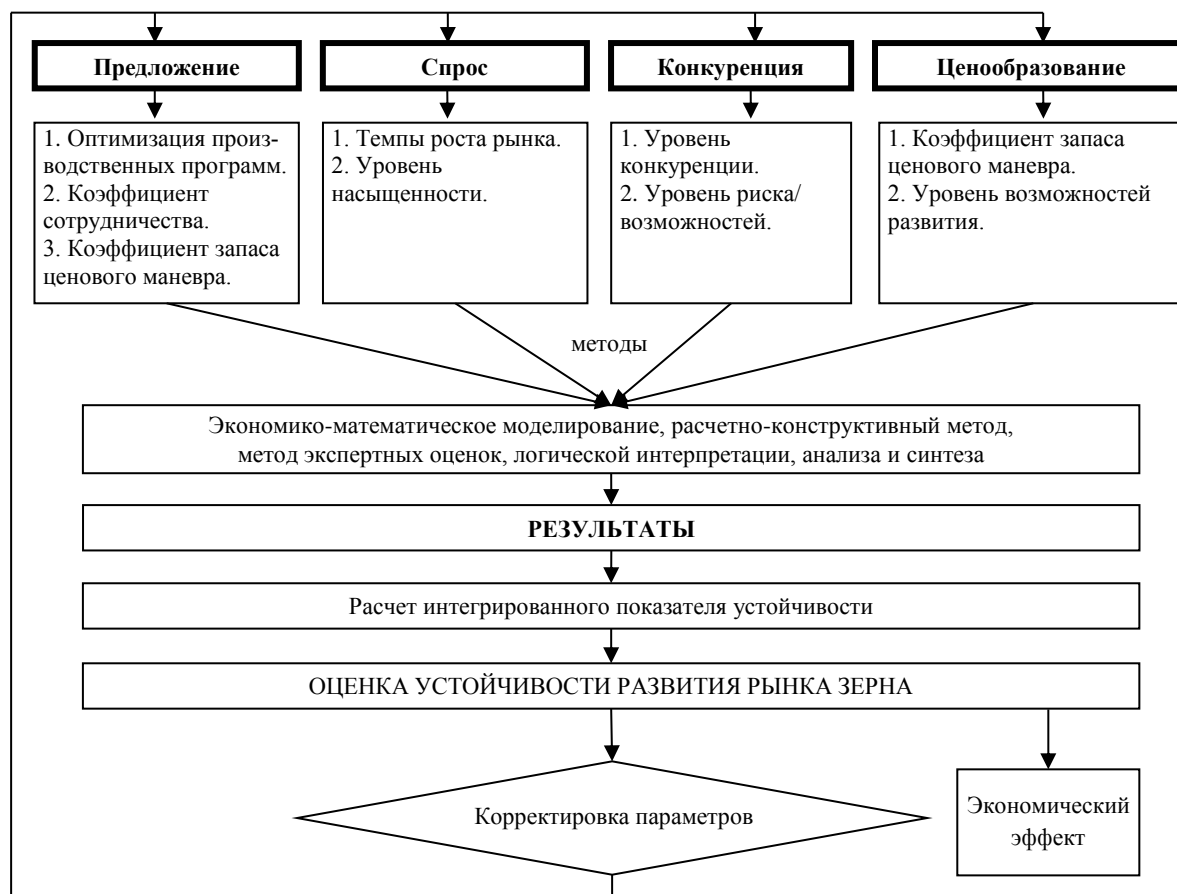 Предложение
Спрос
Конкуренция
Ценообразование
1. Оптимизация произ-
водственных программ.
2. Коэффициент
сотрудничества.
3. Коэффициент запаса
ценового маневра.
1. Темпы роста рынка.
2. Уровень
насыщенности.
1. Уровень
конкуренции.
2. Уровень риска/
возможностей.
1. Коэффициент запаса
ценового маневра.
2. Уровень возможностей
развития.
методы
Экономико-математическое моделирование, расчетно-конструктивный метод,
метод экспертных оценок, логической интерпретации, анализа и синтеза
РЕЗУЛЬТАТЫ
Расчет интегрированного показателя устойчивости
ОЦЕНКА УСТОЙЧИВОСТИ РАЗВИТИЯ РЫНКА ЗЕРНА
Корректировка параметров
Экономический
эффект